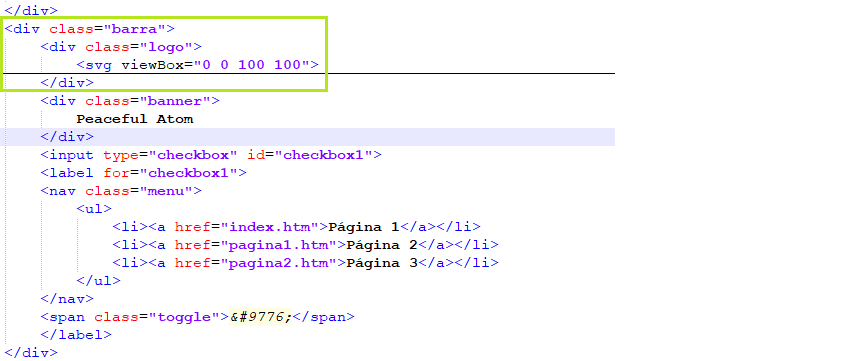 </div>
<div class="barra">
<div class="logo">
<svg viewBox="0 0 100 100">
</div>
<div class="banner">
Peaceful Atom
</div>
<input type="checkbox" id="checkbox1">
<label for="checkbox1">
<nav class="menu">
<ul>
<li><a href="index.htm">Página 1</a></li>
<li><a href="pagina1.htm">Página 2</a></li>
<li><a href="pagina2.htm">Página 3</a></li>
</ul>
</nav>
<span class="toggle">&#9776;</span>
</label>
</div>